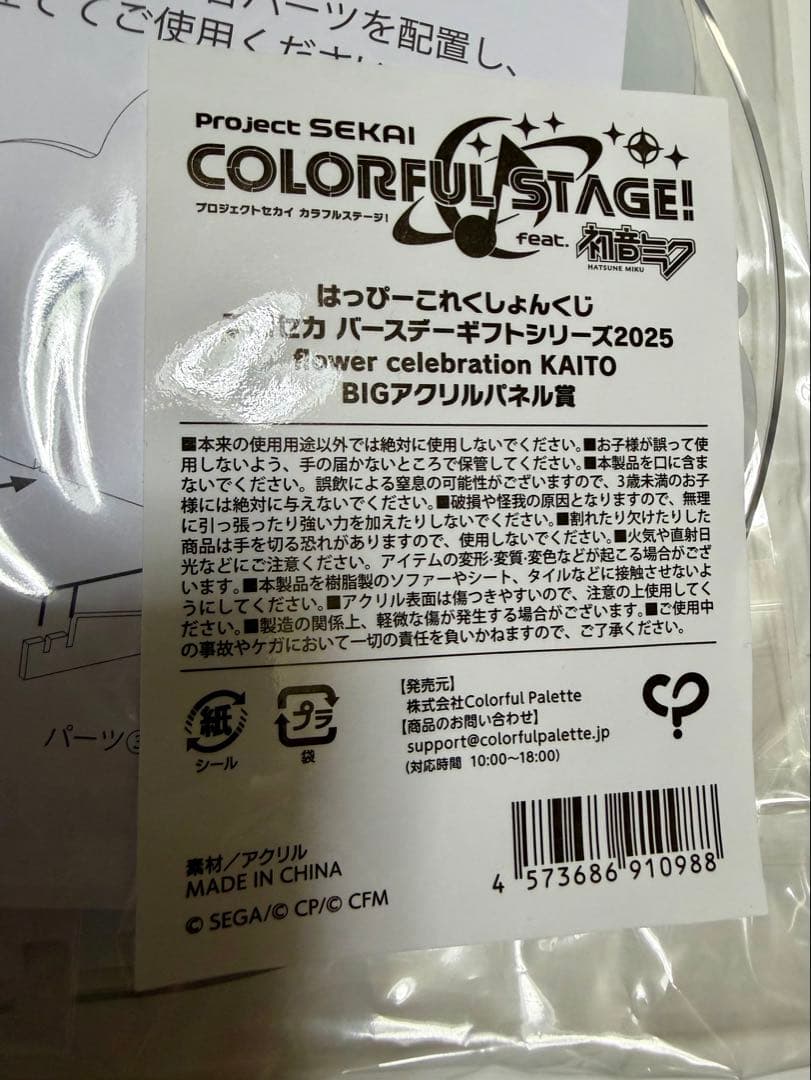 パーツを配置し、
てご使用ください
Project SEKAI
COLORFUL STAGE!
プロジェクトセカイ カラフルステージ!
feat. 初音ミク
HATSUNE MIKU
はっぴーこれくしょんくじ
セカ バースデーギフトシリーズ2025
flower celebration KAITO
BIGアクリルパネル賞
■本来の使用用途以外では絶対に使用しないでください。■お子様が誤って使
用しないよう、手の届かないところで保管してください。■本製品を口に含ま
ないでください。誤飲による窒息の可能性がございますので、3歳未満のお子
様には絶対に与えないでください。■破損や怪我の原因となりますので、無理
に引っ張ったり強い力を加えたりしないでください。■割れたり欠けたりした
商品は手を切る恐れがありますので、使用しないでください。■火気や直射日
光などにご注意ください。アイテムの変形・変質・変色などが起こる場合がござ
います。■本製品を樹脂製のソファーやシート、タイルなどに接触させないよ
うにしてください。■アクリル表面は傷つきやすいので、注意の上使用してく
ださい。■製造の関係上、軽微な傷が発生する場合がございます。■ご使用中
の事故やケガにおいて一切の責任を負いかねますので、ご了承ください。
紙
シール
プラ
袋
【発売元】
株式会社Colorful Palette
【商品のお問い合わせ】
support@colorfulpalette.jp
(対応時間 10:00〜18:00)
パーツ③
素材/アクリル
MADE IN CHINA
© SEGA/© CP/© CFM
4 573686 910988